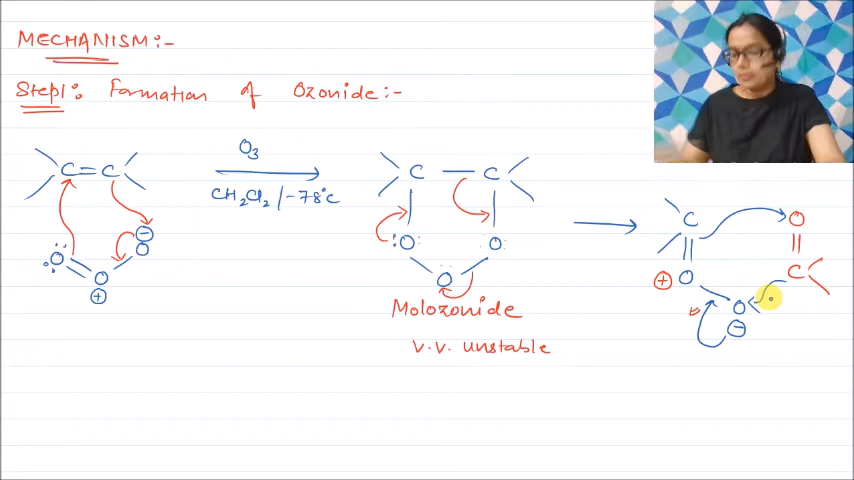 MECHANISM:-
Step1: Formation of Ozonide:-
C=C
O3
CH2Cl2/-78°C
C — C
C
O
O
O
⊖
O
O
⊕
:O:
O:
O
C
⊕ O
O
⊖
Molozonide
v.v. unstable